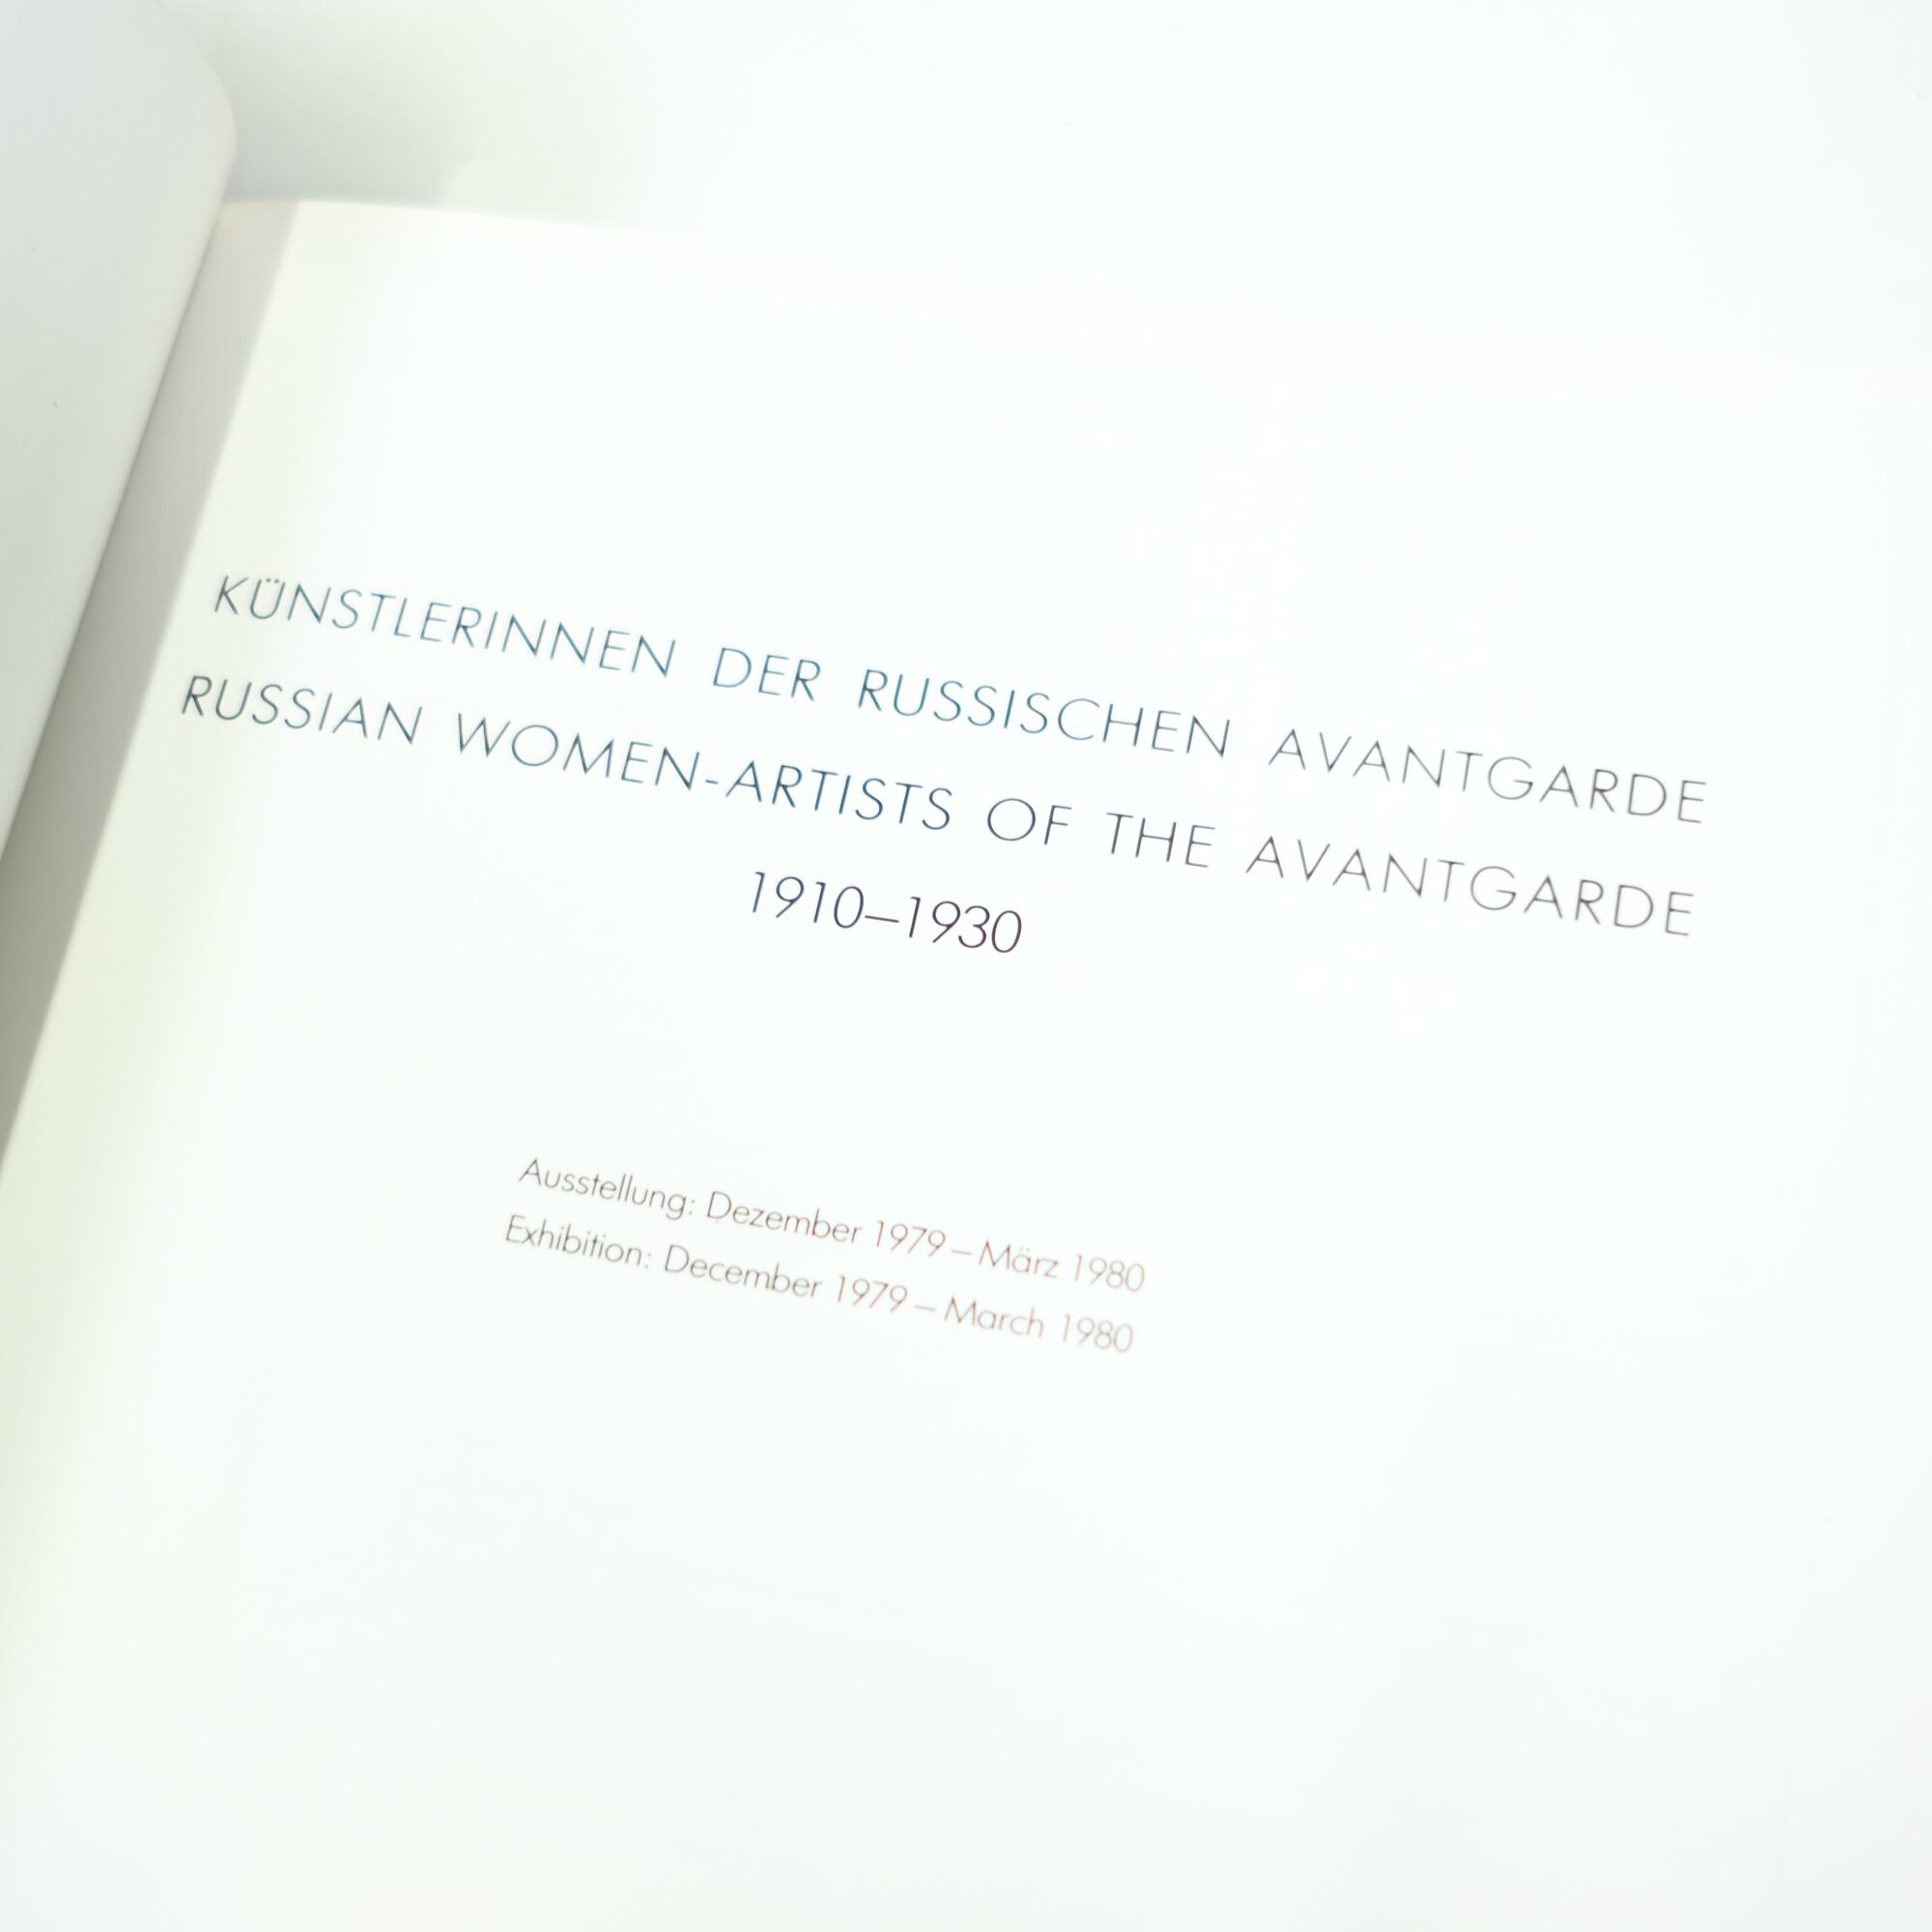 KÜNSTLERINNEN DER RUSSISCHEN AVANTGARDE
RUSSIAN WOMEN-ARTISTS OF THE AVANTGARDE
1910–1930
Ausstellung: Dezember 1979 – März 1980
Exhibition: December 1979 – March 1980